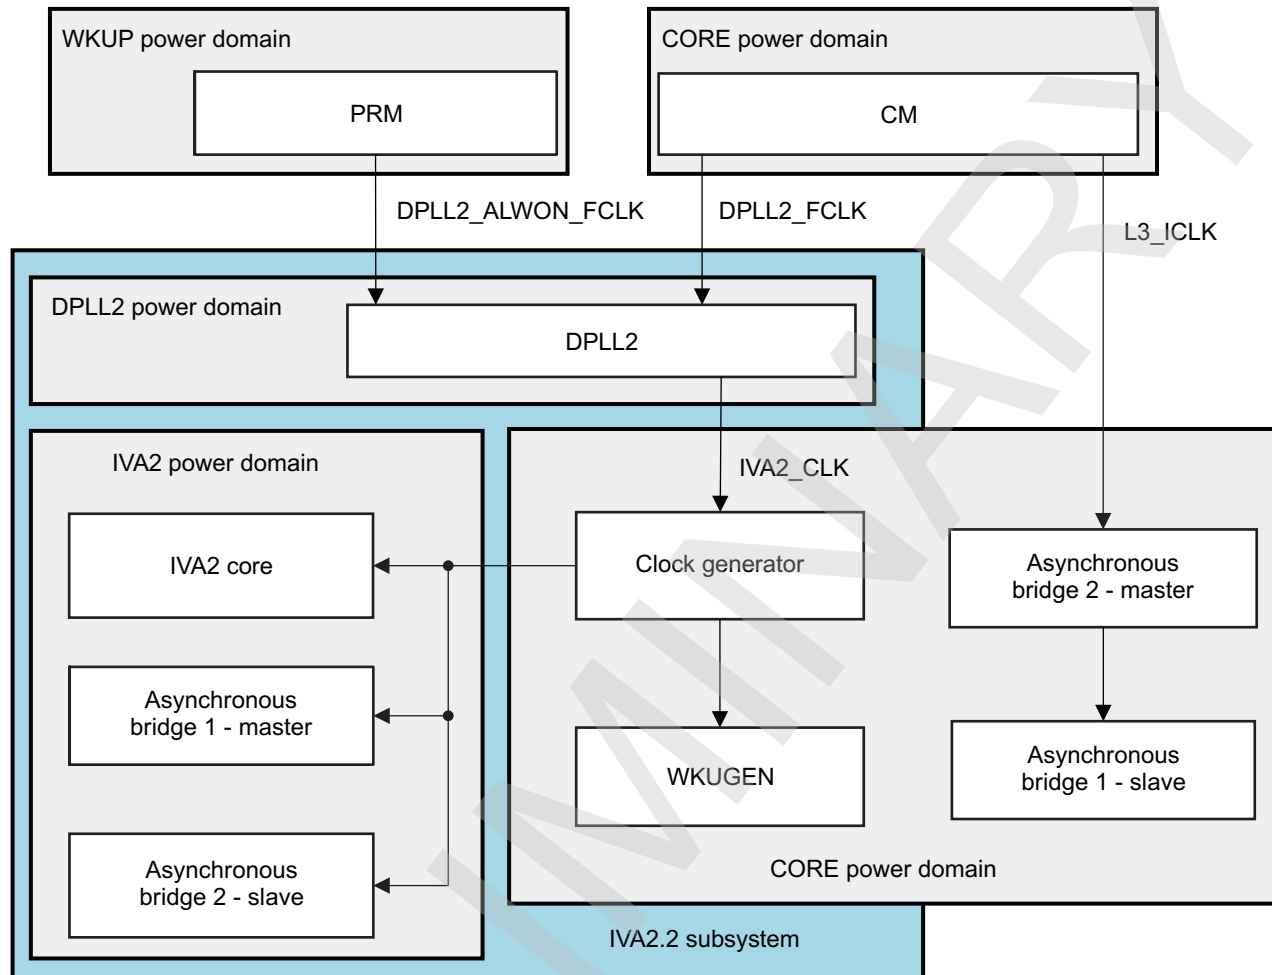 WKUP power domain
CORE power domain
PRM
CM
DPLL2_ALWON_FCLK
DPLL2_FCLK
L3_ICLK
DPLL2 power domain
DPLL2
IVA2 power domain
IVA2_CLK
IVA2 core
Clock generator
Asynchronous
bridge 2 - master
Asynchronous
bridge 1 - master
WKUGEN
Asynchronous
bridge 1 - slave
Asynchronous
bridge 2 - slave
CORE power domain
IVA2.2 subsystem
IMINARY